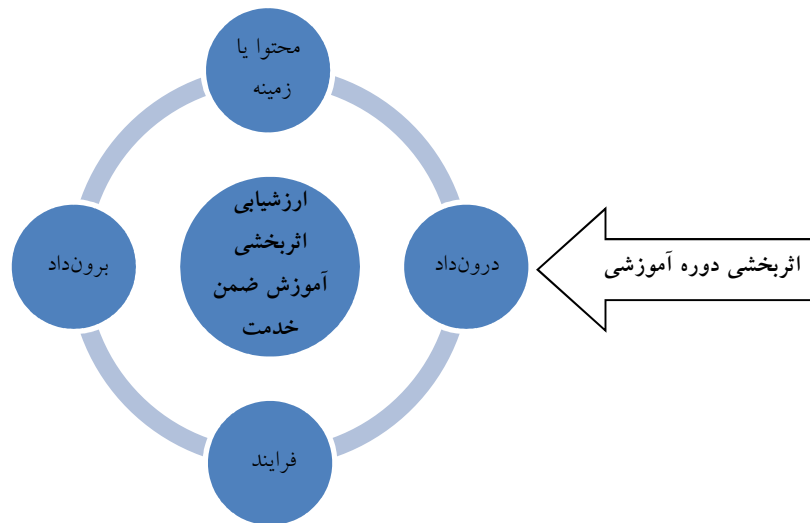 محتوا یا
زمینه
ارزشیابی
اثربخشی
آموزش ضمن
خدمت
اثربخشی دوره آموزشی
درون‌داد
برون‌داد
فرایند